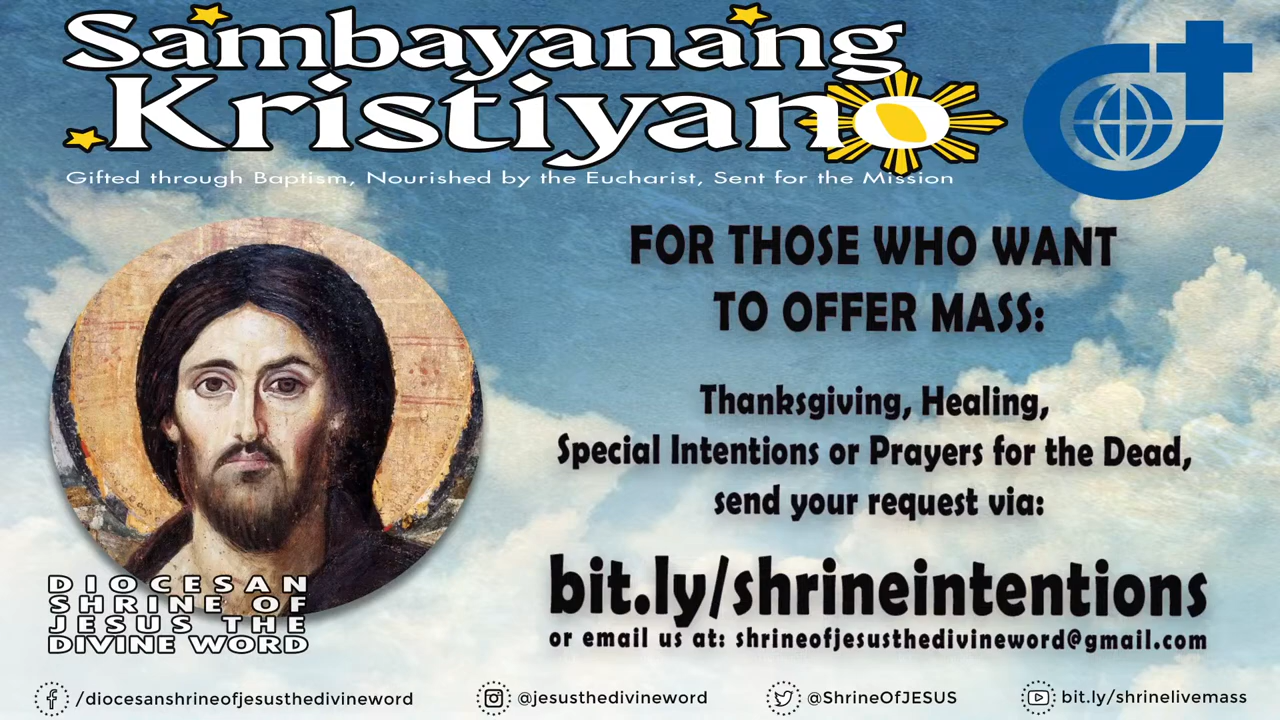 Sambayanang
Kristiyano
Gifted through Baptism, Nourished by the Eucharist, Sent for the Mission
FOR THOSE WHO WANT
TO OFFER MASS:
Thanksgiving, Healing,
Special Intentions or Prayers for the Dead,
send your request via:
bit.ly/shrineintentions
or email us at: shrineofjesusthedivineword@gmail.com
DIOCESAN
SHRINE OF
JESUS THE
DIVINE WORD
/diocesanshrineofjesusthedivineword
@jesusthedivineword
@ShrineOfJESUS
bit.ly/shrinelivemass